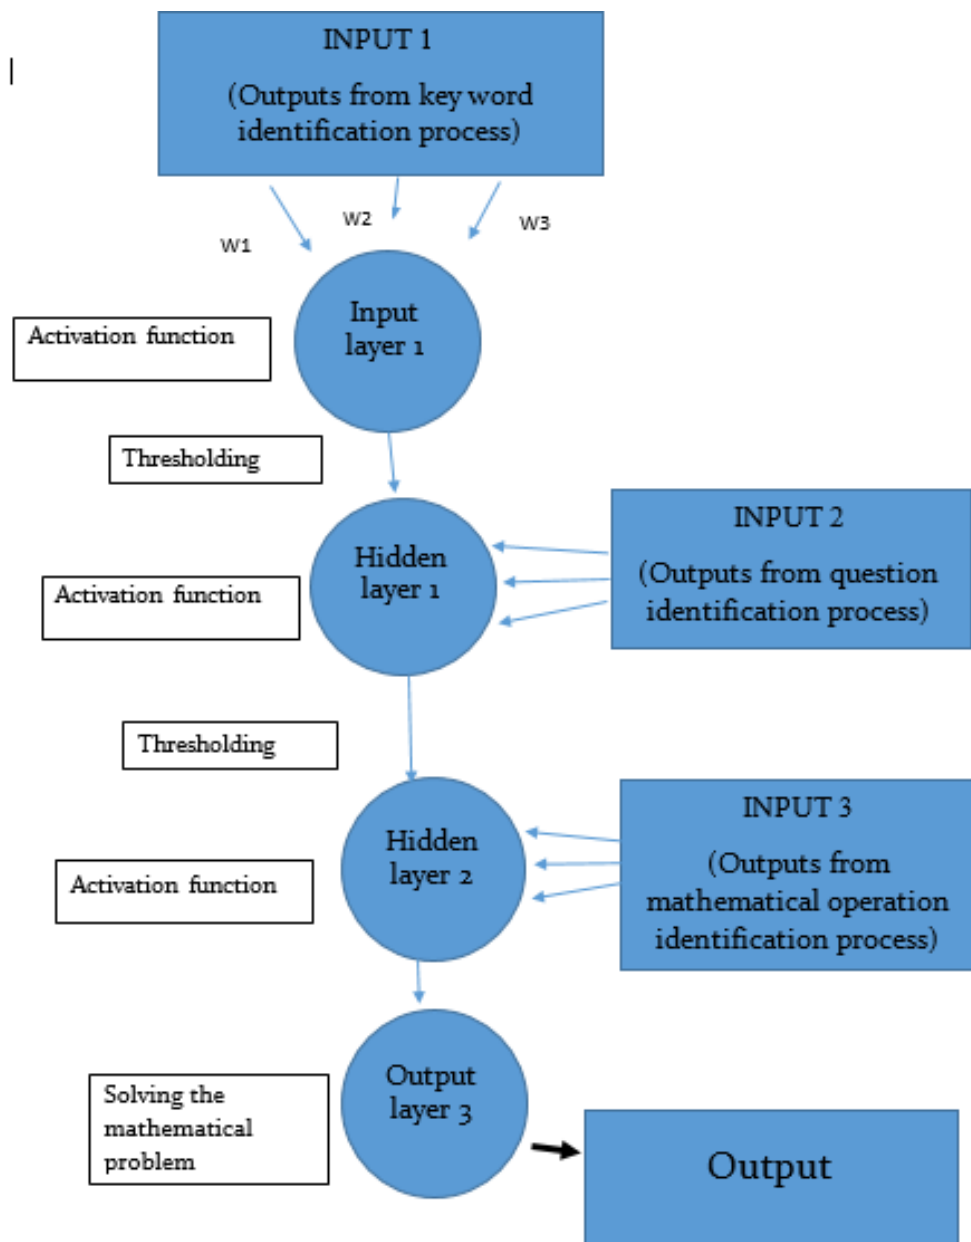 INPUT 1
(Outputs from key word
identification process)
W1
W2
W3
Input
layer 1
Activation function
Thresholding
Hidden
layer 1
INPUT 2
(Outputs from question
identification process)
Activation function
Thresholding
Hidden
layer 2
INPUT 3
(Outputs from
mathematical operation
identification process)
Activation function
Output
layer 3
Solving the
mathematical
problem
Output